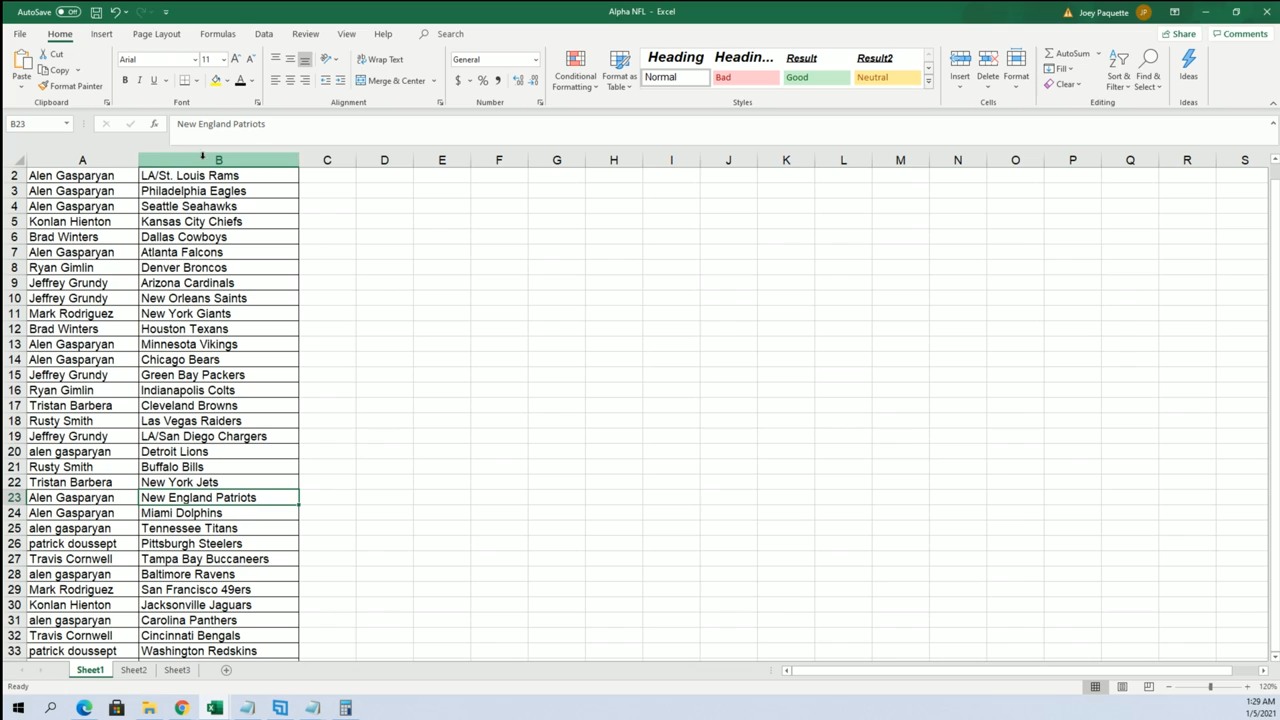 AutoSave Off Alpha NFL - Excel Joey Paquette JP
File Home Insert Page Layout Formulas Data Review View Help Search Share Comments
Paste Cut Copy Format Painter Clipboard
Arial 11 A A B I U A Font
Wrap Text Merge & Center Alignment
General $ % Number
Conditional Formatting Format as Table
Heading Headin... Result Result2
Normal Bad Good Neutral
Styles
Insert Delete Format Cells
AutoSum Fill Clear Sort & Filter Find & Select Editing
Ideas Ideas
B23 fx New England Patriots
A B C D E F G H I J K L M N O P Q R S
2 Alen Gasparyan LA/St. Louis Rams
3 Alen Gasparyan Philadelphia Eagles
4 Alen Gasparyan Seattle Seahawks
5 Konlan Hienton Kansas City Chiefs
6 Brad Winters Dallas Cowboys
7 Alen Gasparyan Atlanta Falcons
8 Ryan Gimlin Denver Broncos
9 Jeffrey Grundy Arizona Cardinals
10 Jeffrey Grundy New Orleans Saints
11 Mark Rodriguez New York Giants
12 Brad Winters Houston Texans
13 Alen Gasparyan Minnesota Vikings
14 Alen Gasparyan Chicago Bears
15 Jeffrey Grundy Green Bay Packers
16 Ryan Gimlin Indianapolis Colts
17 Tristan Barbera Cleveland Browns
18 Rusty Smith Las Vegas Raiders
19 Jeffrey Grundy LA/San Diego Chargers
20 alen gasparyan Detroit Lions
21 Rusty Smith Buffalo Bills
22 Tristan Barbera New York Jets
23 Alen Gasparyan New England Patriots
24 Alen Gasparyan Miami Dolphins
25 alen gasparyan Tennessee Titans
26 patrick doussept Pittsburgh Steelers
27 Travis Cornwell Tampa Bay Buccaneers
28 alen gasparyan Baltimore Ravens
29 Mark Rodriguez San Francisco 49ers
30 Konlan Hienton Jacksonville Jaguars
31 alen gasparyan Carolina Panthers
32 Travis Cornwell Cincinnati Bengals
33 patrick doussept Washington Redskins
Sheet1 Sheet2 Sheet3
Ready 120%
1:29 AM
1/5/2021